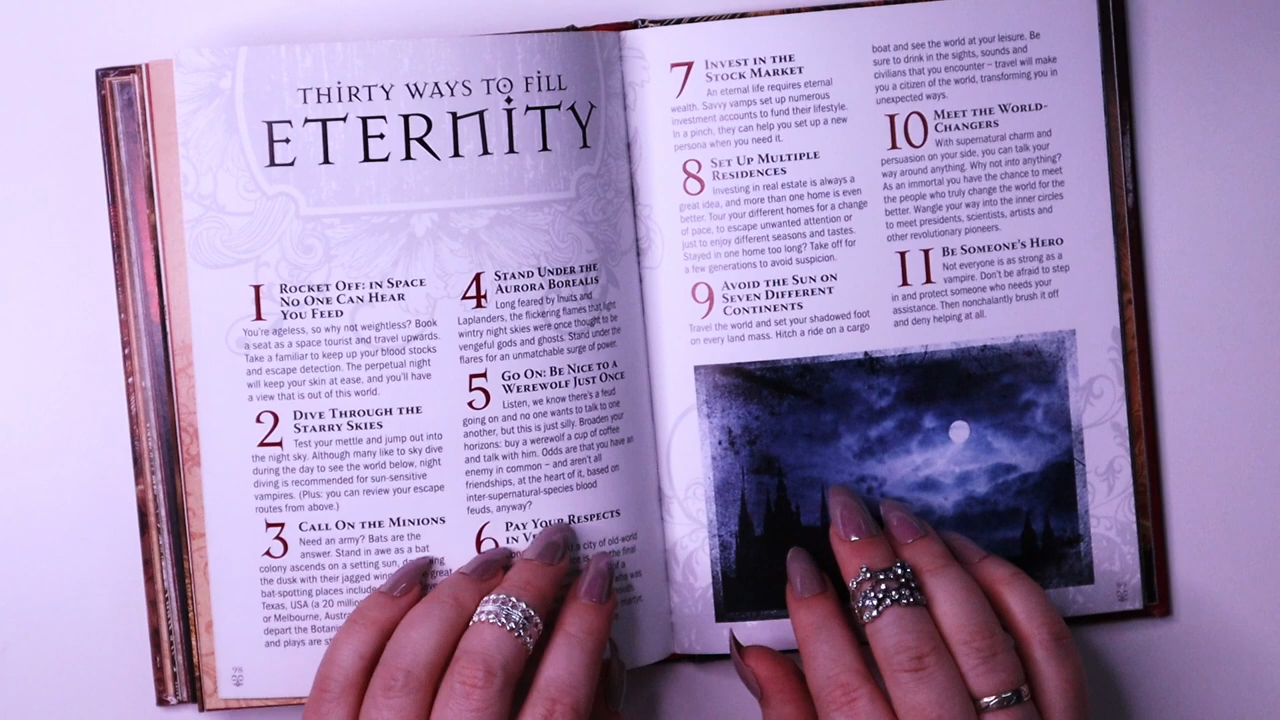 THIRTY WAYS TO FILL
ETERNITY
1 ROCKET OFF: IN SPACE
NO ONE CAN HEAR
YOU FEED
You're ageless, so why not weightless? Book
a seat as a space tourist and travel upwards.
Take a familiar to keep up your blood stocks
and escape detection. The perpetual night
will keep your skin at ease, and you'll have
a view that is out of this world.
2 DIVE THROUGH THE
STARRY SKIES
Test your mettle and jump out into
the night sky. Although many like to sky dive
during the day to see the world below, night
diving is recommended for sun-sensitive
vampires. (Plus: you can review your escape
routes from above.)
3 CALL ON THE MINIONS
Need an army? Bats are the
answer. Stand in awe as a bat
colony ascends on a setting sun,
the dusk with their jagged great
bat-spotting places include
Texas, USA (a 20
or Melbourne,
depart the
and plays are
98
4 STAND UNDER THE
AURORA BOREALIS
Long feared by Inuits and
Laplanders, the flickering flames that light
wintry night skies were once thought to be
vengeful gods and ghosts. Stand under the
flares for an unmatchable surge of power.
5 GO ON: BE NICE TO A
WEREWOLF JUST ONCE
Listen, we know there's a feud
going on and no one wants to talk to one
another, but this is just silly. Broaden your
horizons: buy a werewolf a cup of coffee
and talk with him. Odds are that you have an
enemy in common – and aren't all
friendships, at the heart of it, based on
inter-supernatural-species blood
feuds, anyway?
6 PAY YOUR RESPECTS
IN
a city of old-world
is the final
of a
who was
martyr.
7 INVEST IN THE
STOCK MARKET
An eternal life requires eternal
wealth. Savvy vamps set up numerous
investment accounts to fund their lifestyle.
In a pinch, they can help you set up a new
persona when you need it.
8 SET UP MULTIPLE
RESIDENCES
Investing in real estate is always a
great idea, and more than one home is even
better. Tour your different homes for a change
of pace, to escape unwanted attention or
just to enjoy different seasons and tastes.
Stayed in one home too long? Take off for
a few generations to avoid suspicion.
9 AVOID THE SUN ON
SEVEN DIFFERENT
CONTINENTS
Travel the world and set your shadowed foot
on every land mass. Hitch a ride on a cargo
boat and see the world at your leisure. Be
sure to drink in the sights, sounds and
civilians that you encounter – travel will make
you a citizen of the world, transforming you in
unexpected ways.
10 MEET THE WORLD-
CHANGERS
With supernatural charm and
persuasion on your side, you can talk your
way around anything. Why not into anything?
As an immortal you have the chance to meet
the people who truly change the world for the
better. Wangle your way into the inner circles
to meet presidents, scientists, artists and
other revolutionary pioneers.
11 BE SOMEONE'S HERO
Not everyone is as strong as a
vampire. Don't be afraid to step
in and protect someone who needs your
assistance. Then nonchalantly brush it off
and deny helping at all.